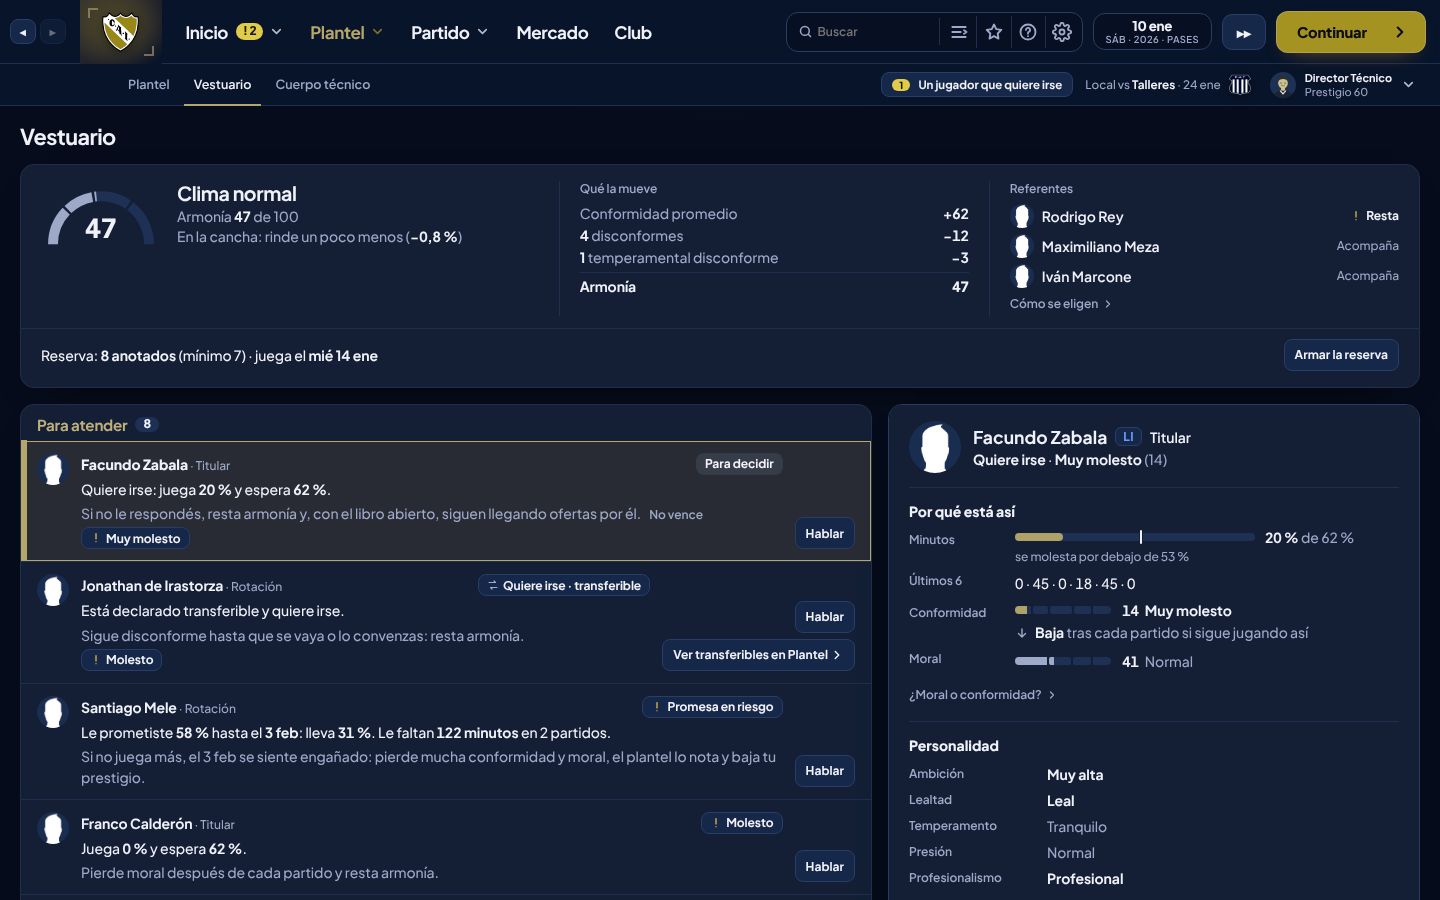 Inicio !2
Plantel
Partido
Mercado
Club
Buscar
10 ene
SÁB · 2026 · PASES
Continuar
Plantel
Vestuario
Cuerpo técnico
1 Un jugador que quiere irse
Local vs Talleres · 24 ene
Director Técnico
Prestigio 60
Vestuario
47
Clima normal
Armonía 47 de 100
En la cancha: rinde un poco menos (−0,8 %)
Qué la mueve
Conformidad promedio +62
4 disconformes −12
1 temperamental disconforme −3
Armonía 47
Referentes
Rodrigo Rey ! Resta
Maximiliano Meza Acompaña
Iván Marcone Acompaña
Cómo se eligen
Reserva: 8 anotados (mínimo 7) · juega el mié 14 ene
Armar la reserva
Para atender 8
Facundo Zabala · Titular
Para decidir
Quiere irse: juega 20 % y espera 62 %.
Si no le respondés, resta armonía y, con el libro abierto, siguen llegando ofertas por él. No vence
! Muy molesto
Hablar
Jonathan de Irastorza · Rotación
Quiere irse · transferible
Está declarado transferible y quiere irse.
Sigue disconforme hasta que se vaya o lo convenzas: resta armonía.
! Molesto
Hablar
Ver transferibles en Plantel
Santiago Mele · Rotación
! Promesa en riesgo
Le prometiste 58 % hasta el 3 feb: lleva 31 %. Le faltan 122 minutos en 2 partidos.
Si no juega más, el 3 feb se siente engañado: pierde mucha conformidad y moral, el plantel lo nota y baja tu
prestigio.
Hablar
Franco Calderón · Titular
! Molesto
Juega 0 % y espera 62 %.
Pierde moral después de cada partido y resta armonía.
Hablar
Facundo Zabala LI Titular
Quiere irse · Muy molesto (14)
Por qué está así
Minutos 20 % de 62 %
se molesta por debajo de 53 %
Últimos 6 0 · 45 · 0 · 18 · 45 · 0
Conformidad 14 Muy molesto
↓ Baja tras cada partido si sigue jugando así
Moral 41 Normal
¿Moral o conformidad?
Personalidad
Ambición Muy alta
Lealtad Leal
Temperamento Tranquilo
Presión Normal
Profesionalismo Profesional